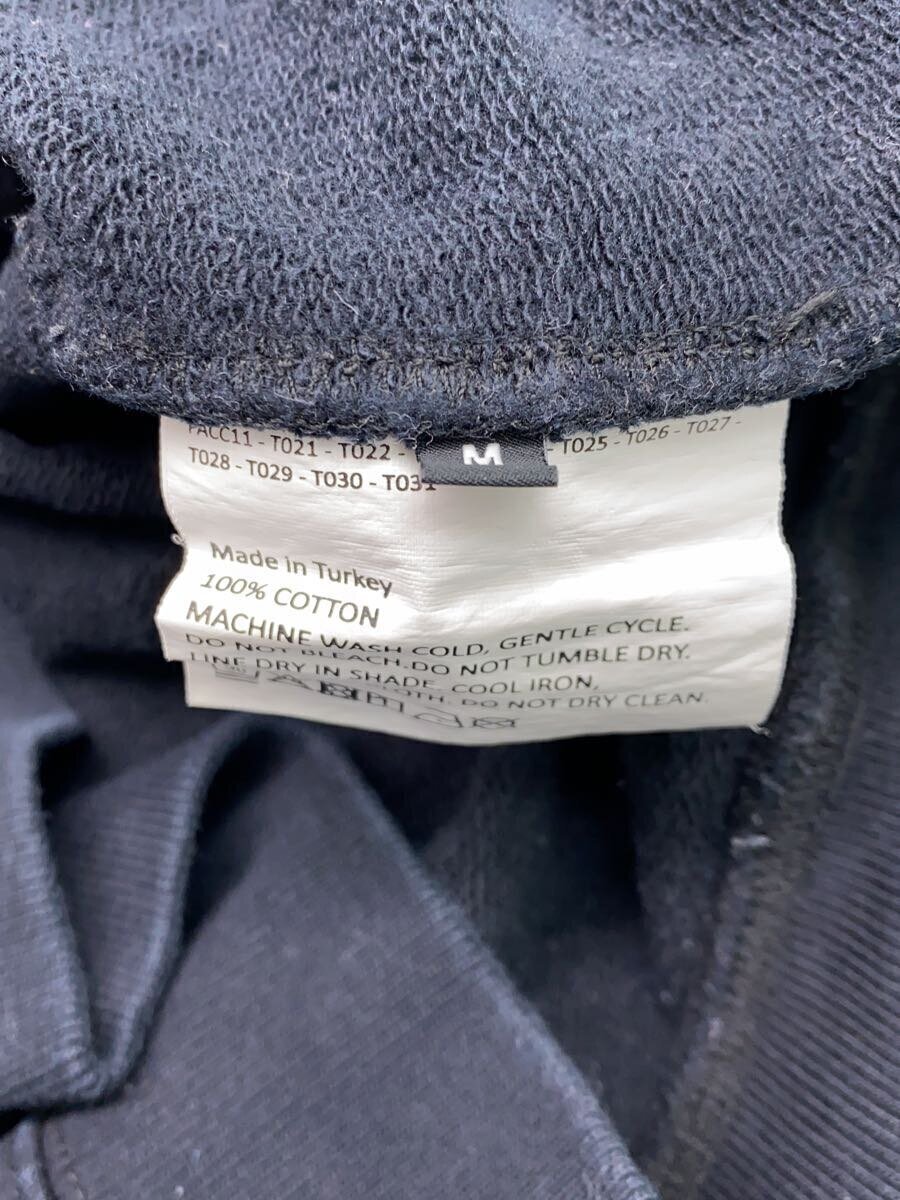 FACC11 - T021 - T022 - - T025 - T026 - T027 -
M
T028 - T029 - T030 - T031
Made in Turkey
100% COTTON
MACHINE WASH COLD, GENTLE CYCLE.
DO NOT BLEACH. DO NOT TUMBLE DRY.
LINE DRY IN SHADE. COOL IRON,
DO NOT DRY CLEAN.